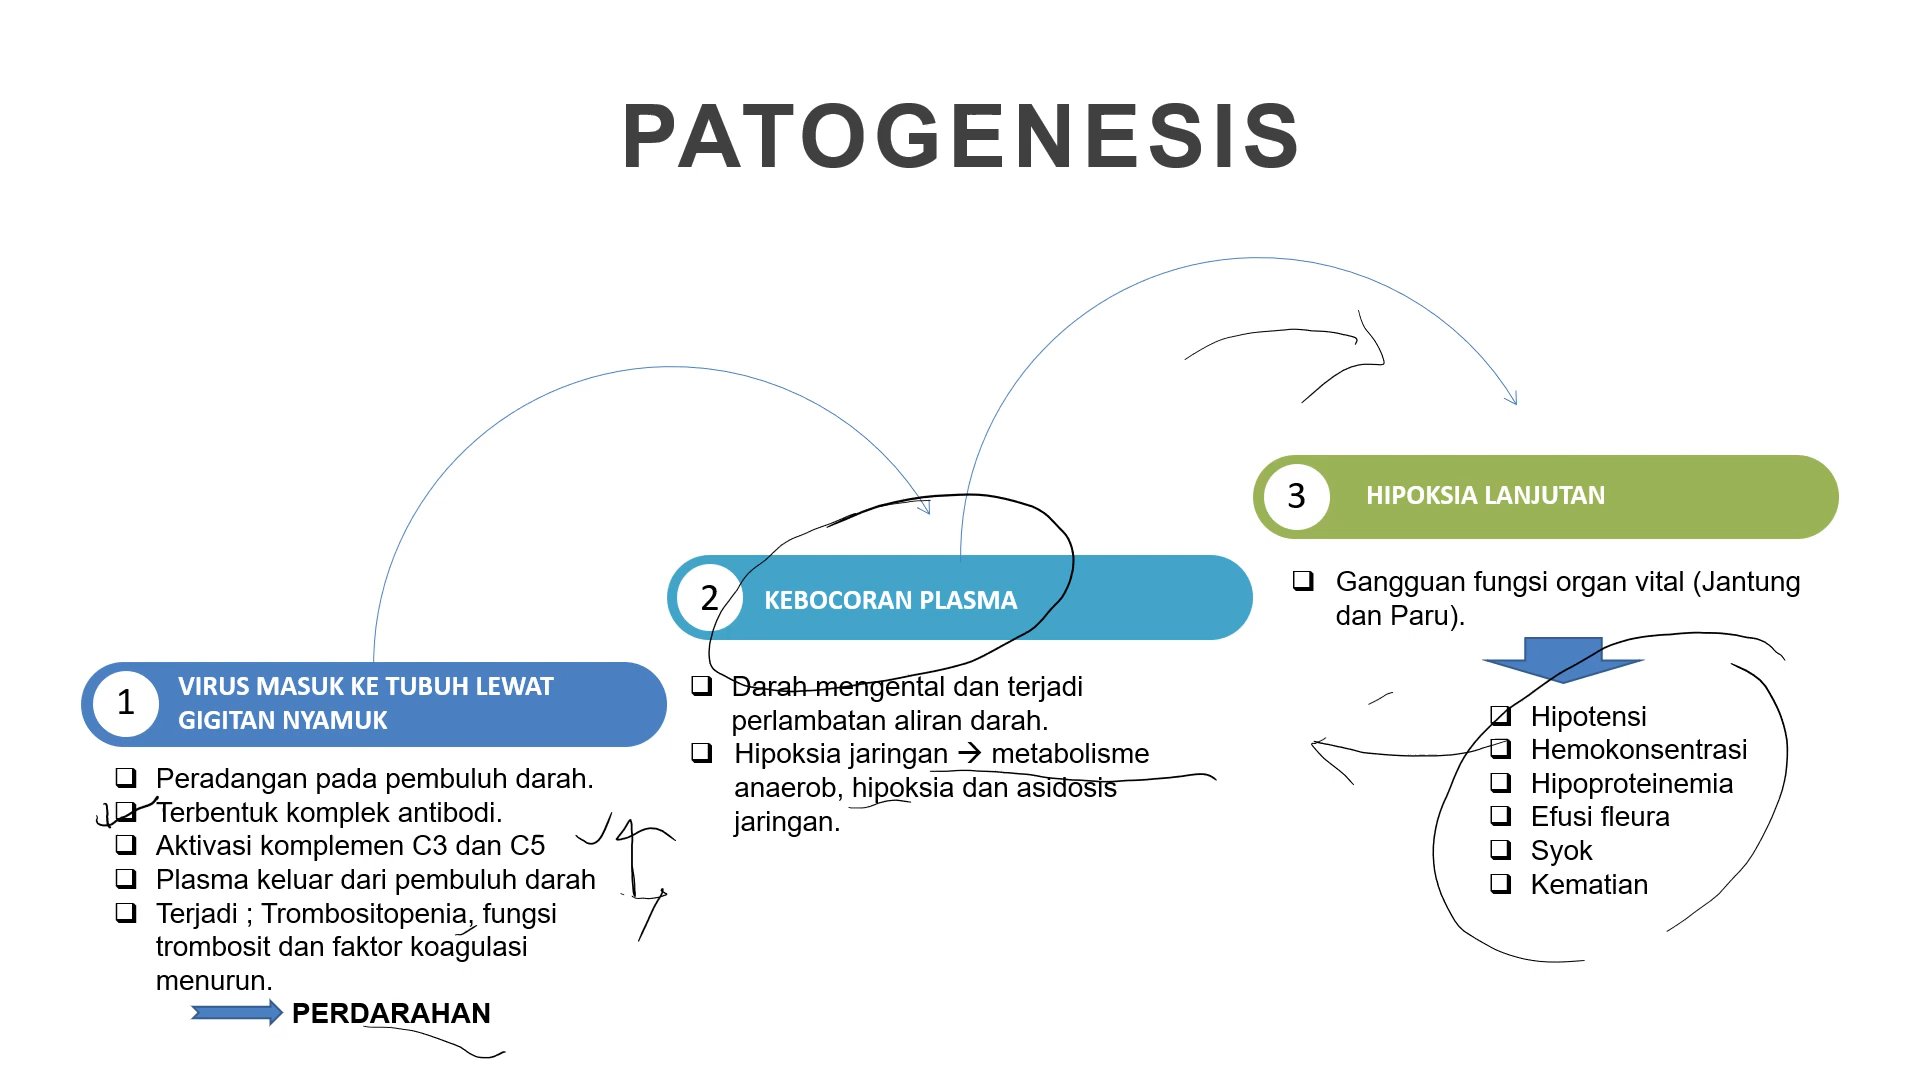 PATOGENESIS
1
VIRUS MASUK KE TUBUH LEWAT
GIGITAN NYAMUK
Peradangan pada pembuluh darah.
Terbentuk komplek antibodi.
Aktivasi komplemen C3 dan C5
Plasma keluar dari pembuluh darah
Terjadi ; Trombositopenia, fungsi
trombosit dan faktor koagulasi
menurun.
PERDARAHAN
2
KEBOCORAN PLASMA
Darah mengental dan terjadi
perlambatan aliran darah.
Hipoksia jaringan → metabolisme
anaerob, hipoksia dan asidosis
jaringan.
3
HIPOKSIA LANJUTAN
Gangguan fungsi organ vital (Jantung
dan Paru).
Hipotensi
Hemokonsentrasi
Hipoproteinemia
Efusi fleura
Syok
Kematian